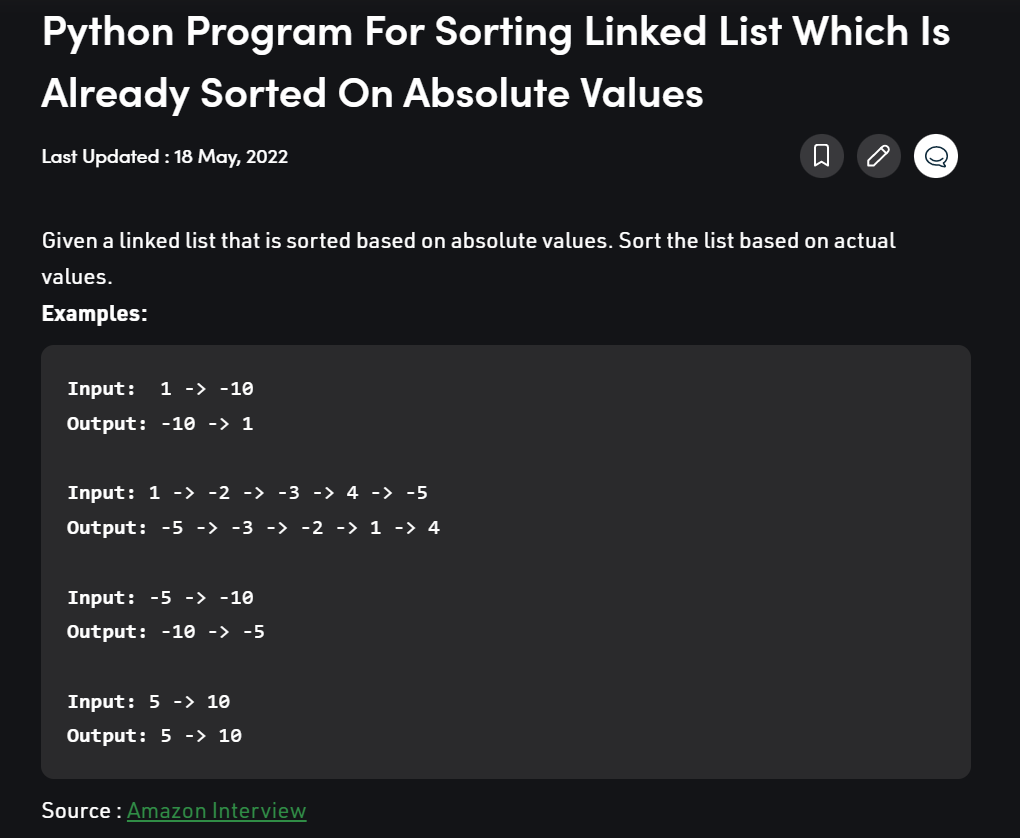 Python Program For Sorting Linked List Which Is
Already Sorted On Absolute Values
Last Updated : 18 May, 2022
Given a linked list that is sorted based on absolute values. Sort the list based on actual
values.
Examples:
Input:  1 -> -10
Output: -10 -> 1
Input: 1 -> -2 -> -3 -> 4 -> -5
Output: -5 -> -3 -> -2 -> 1 -> 4
Input: -5 -> -10
Output: -10 -> -5
Input: 5 -> 10
Output: 5 -> 10
Source : Amazon Interview